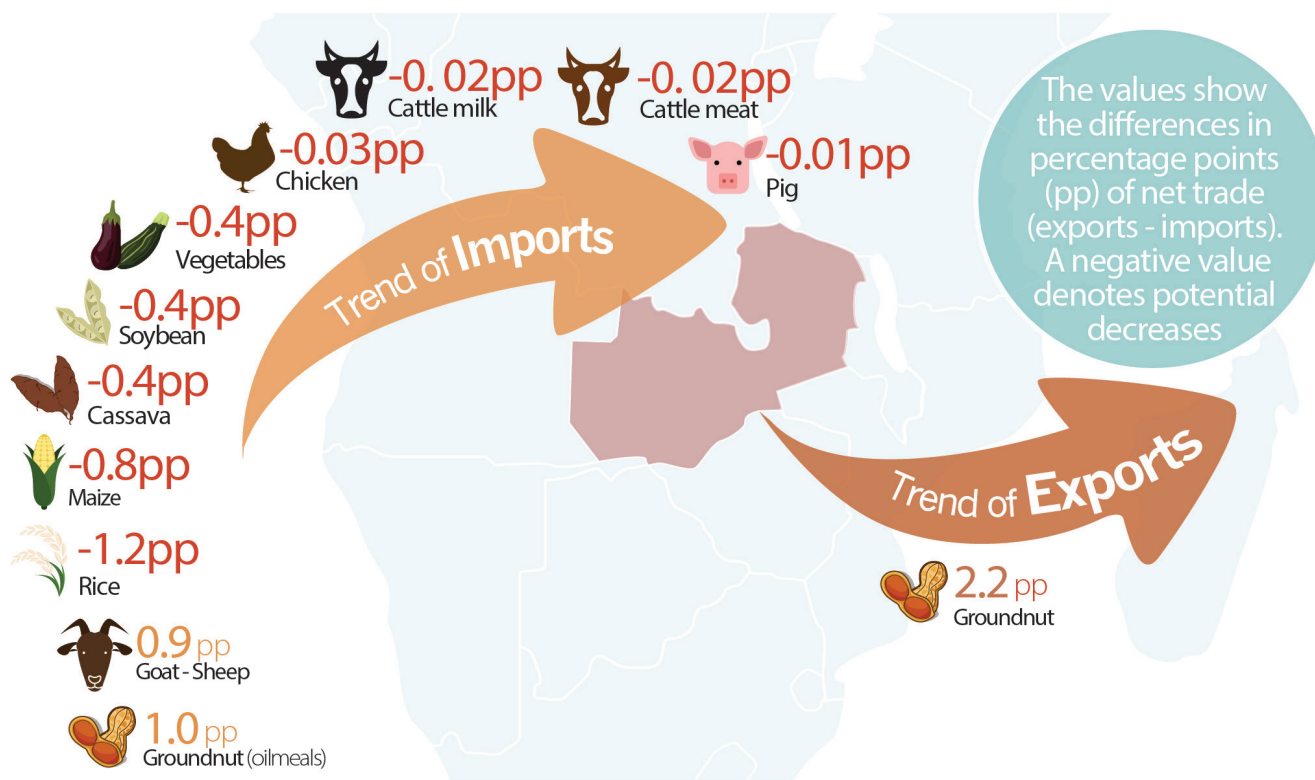 -0. 02pp
Cattle milk
-0. 02pp
Cattle meat
-0.03pp
Chicken
-0.01pp
Pig
-0.4pp
Vegetables
-0.4pp
Soybean
-0.4pp
Cassava
-0.8pp
Maize
-1.2pp
Rice
0.9 pp
Goat - Sheep
1.0 pp
Groundnut (oilmeals)
Trend of Imports
The values show
the differences in
percentage points
(pp) of net trade
(exports - imports).
A negative value
denotes potential
decreases
Trend of Exports
2.2 pp
Groundnut